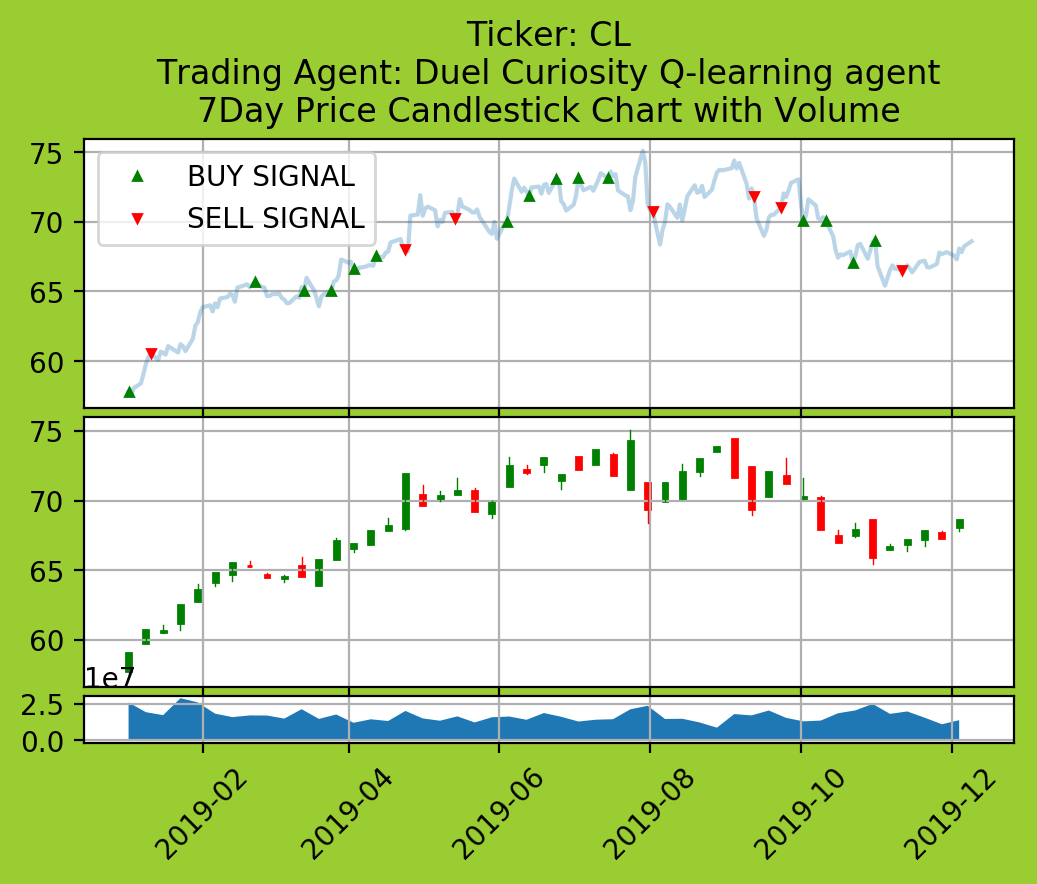 Ticker: CL
Trading Agent: Duel Curiosity Q-learning agent
7Day Price Candlestick Chart with Volume
75
70
65
60
BUY SIGNAL
SELL SIGNAL
75
70
65
60
1e7
2.5
0.0
2019-02
2019-04
2019-06
2019-08
2019-10
2019-12